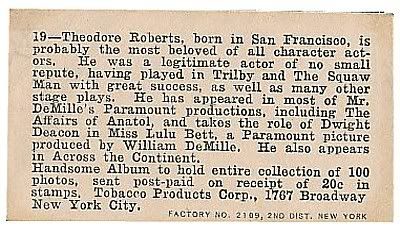 19—Theodore Roberts, born in San Francisco, is
probably the most beloved of all character act-
ors. He was a legitimate actor of no small
repute, having played in Trilby and The Squaw
Man with great success, as well as many other
stage plays. He has appeared in most of Mr.
DeMille's Paramount productions, including The
Affairs of Anatol, and takes the role of Dwight
Deacon in Miss Lulu Bett, a Paramount picture
produced by William DeMille. He also appears
in Across the Continent.
Handsome Album to hold entire collection of 100
photos, sent post-paid on receipt of 20c in
stamps. Tobacco Products Corp., 1767 Broadway
New York City.
FACTORY NO. 2109, 2ND DIST. NEW YORK